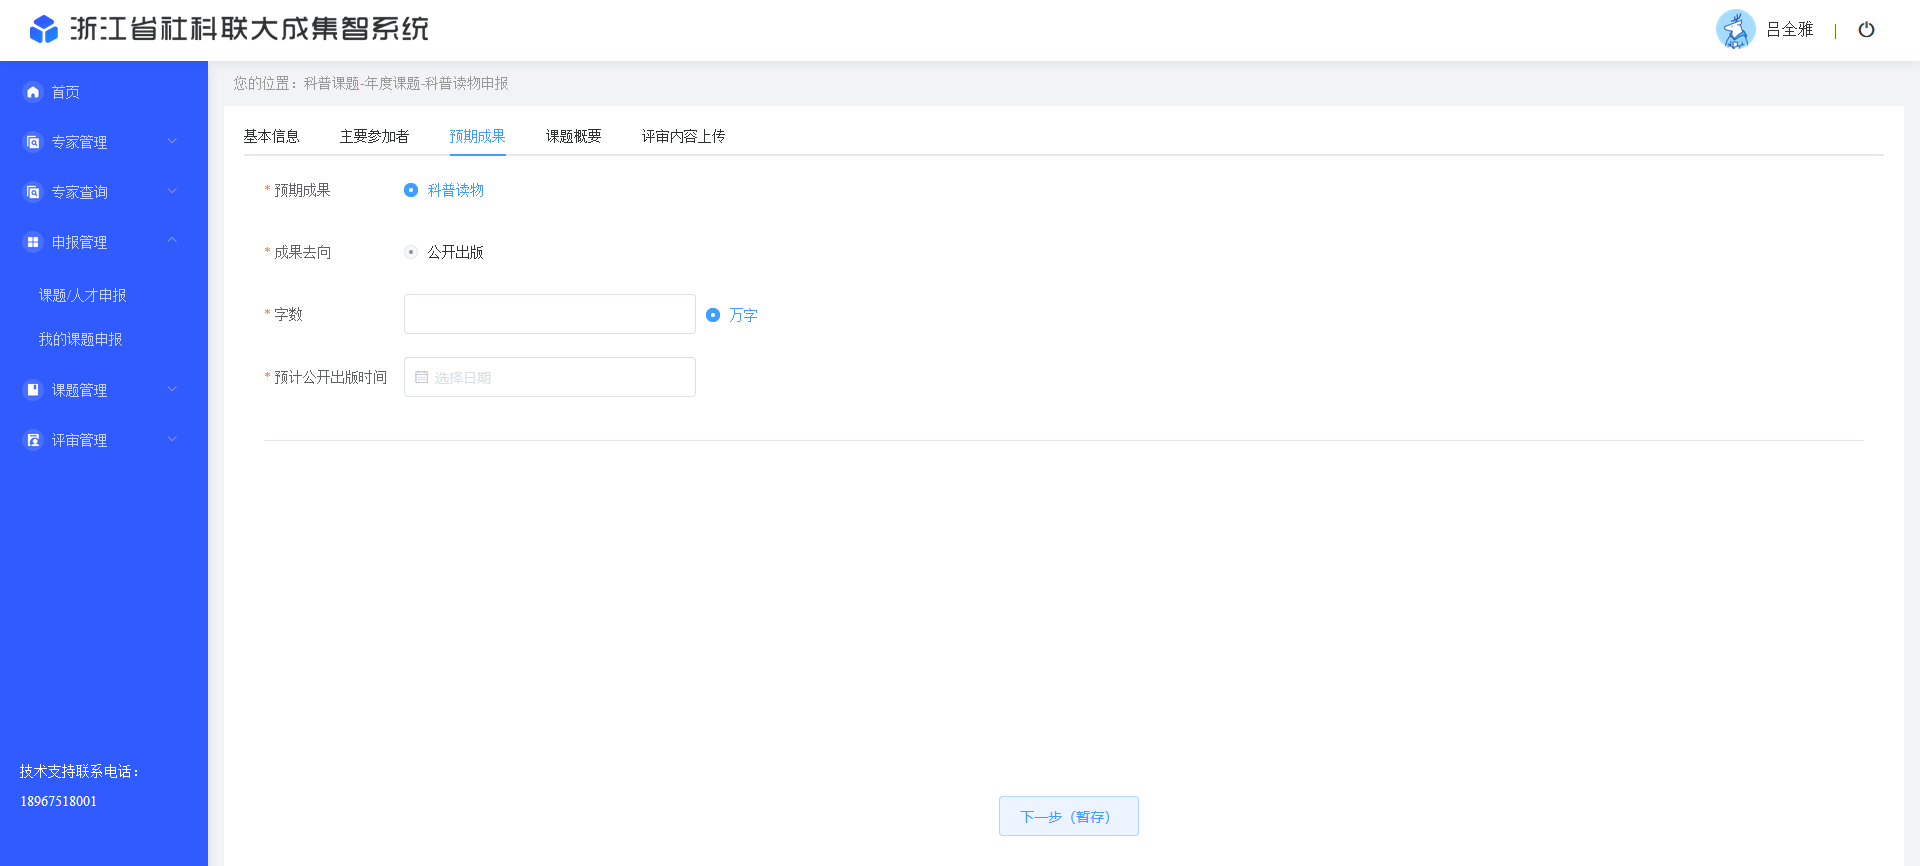 浙江省社科联大成集智系统
吕全雅
首页
专家管理
专家查询
申报管理
课题/人才申报
我的课题申报
课题管理
评审管理
技术支持联系电话：
18967518001
您的位置：科普课题-年度课题-科普读物申报
基本信息 主要参加者 预期成果 课题概要 评审内容上传
*预期成果 科普读物
*成果去向 公开出版
*字数 万字
*预计公开出版时间 选择日期
下一步（暂存）